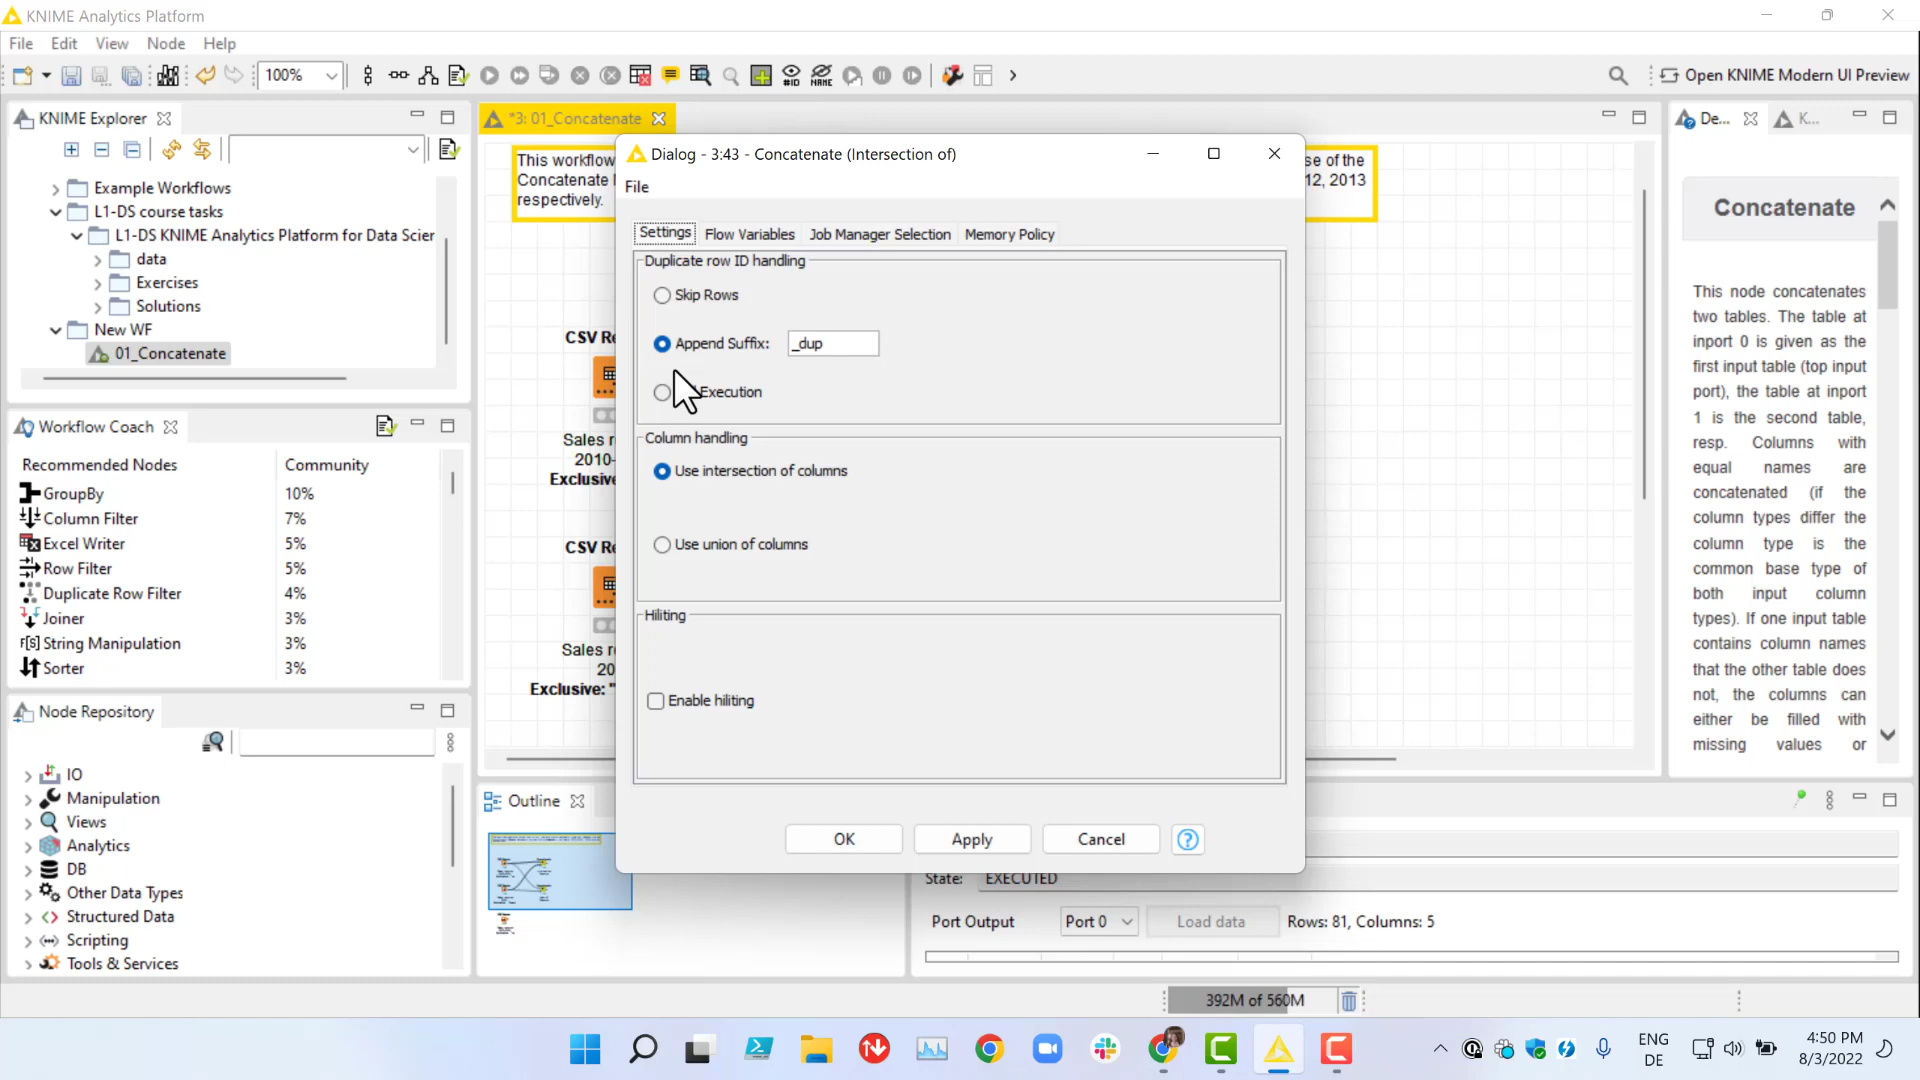 KNIME Analytics Platform
File Edit View Node Help
100%
Open KNIME Modern UI Preview
KNIME Explorer
Example Workflows
L1-DS course tasks
L1-DS KNIME Analytics Platform for Data Scier
data
Exercises
Solutions
New WF
01_Concatenate
Workflow Coach
Recommended Nodes Community
GroupBy 10%
Column Filter 7%
Excel Writer 5%
Row Filter 5%
Duplicate Row Filter 4%
Joiner 3%
String Manipulation 3%
Sorter 3%
Node Repository
IO
Manipulation
Views
Analytics
DB
Other Data Types
Structured Data
Scripting
Tools & Services
*3: 01_Concatenate
This workflow
Concatenate
respectively.
se of the
12, 2013
CSV Re
Sales r
2010-
Exclusive
CSV Re
Sales r
20
Exclusive: "
Dialog - 3:43 - Concatenate (Intersection of)
File
Settings Flow Variables Job Manager Selection Memory Policy
Duplicate row ID handling
Skip Rows
Append Suffix: _dup
Execution
Column handling
Use intersection of columns
Use union of columns
Hiliting
Enable hiliting
OK Apply Cancel
Outline
State: EXECUTED
Port Output Port 0 Load data Rows: 81, Columns: 5
De... K...
Concatenate
This node concatenates
two tables. The table at
inport 0 is given as the
first input table (top input
port), the table at inport
1 is the second table,
resp. Columns with
equal names are
concatenated (if the
column types differ the
column type is the
common base type of
both input column
types). If one input table
contains column names
that the other table does
not, the columns can
either be filled with
missing values or
392M of 560M
ENG
DE
4:50 PM
8/3/2022